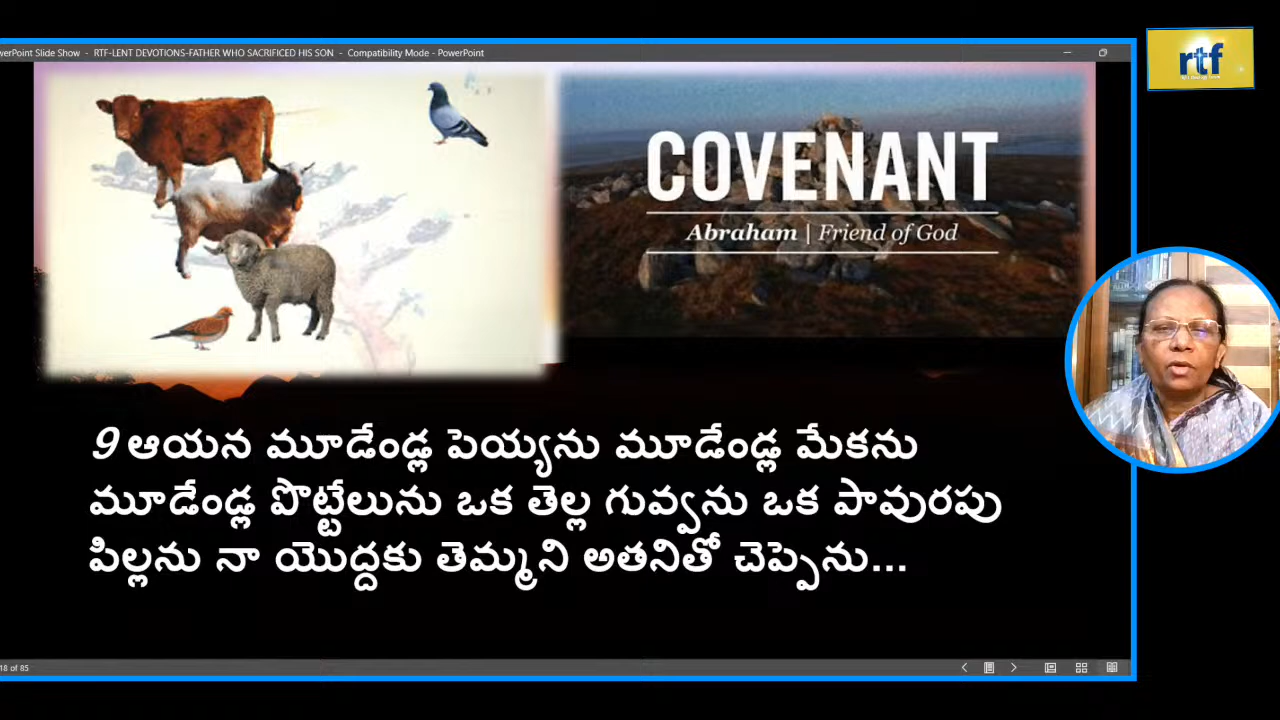 werPoint Slide Show - RTF-LENT DEVOTIONS-FATHER WHO SACRIFICED HIS SON - Compatibility Mode - PowerPoint
rtf
COVENANT
Abraham | Friend of God
9 ఆయన మూడేండ్ల పెయ్యను మూడేండ్ల మేకను
మూడేండ్ల పొట్టేలును ఒక తెల్ల గువ్వను ఒక పావురపు
పిల్లను నా యొద్దకు తెమ్మని అతనితో చెప్పెను...
18 of 85